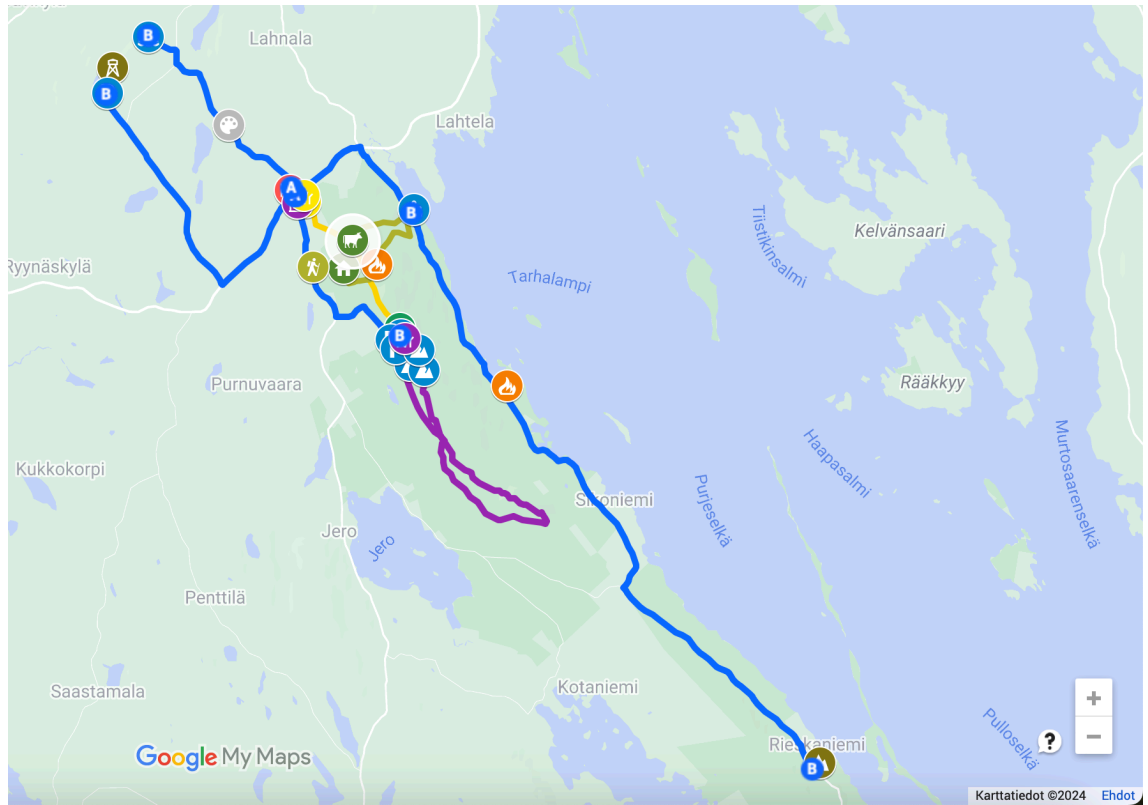 B
Lahnala
B
Lahtela
A
B
Kelvänsaari
Tiistikinsalmi
Ryynäskylä
Tarhalampi
B
Purnuvaara
Rääkkyy
Haapasalmi
Murtosaarenselkä
Kukkokorpi
Purjeselkä
Sikoniemi
Jero
Jero
Penttilä
Saastamala
Kotaniemi
Pulloselkä
Rieskaniemi
B
Google My Maps
+
?
−
Karttatiedot ©2024 Ehdot